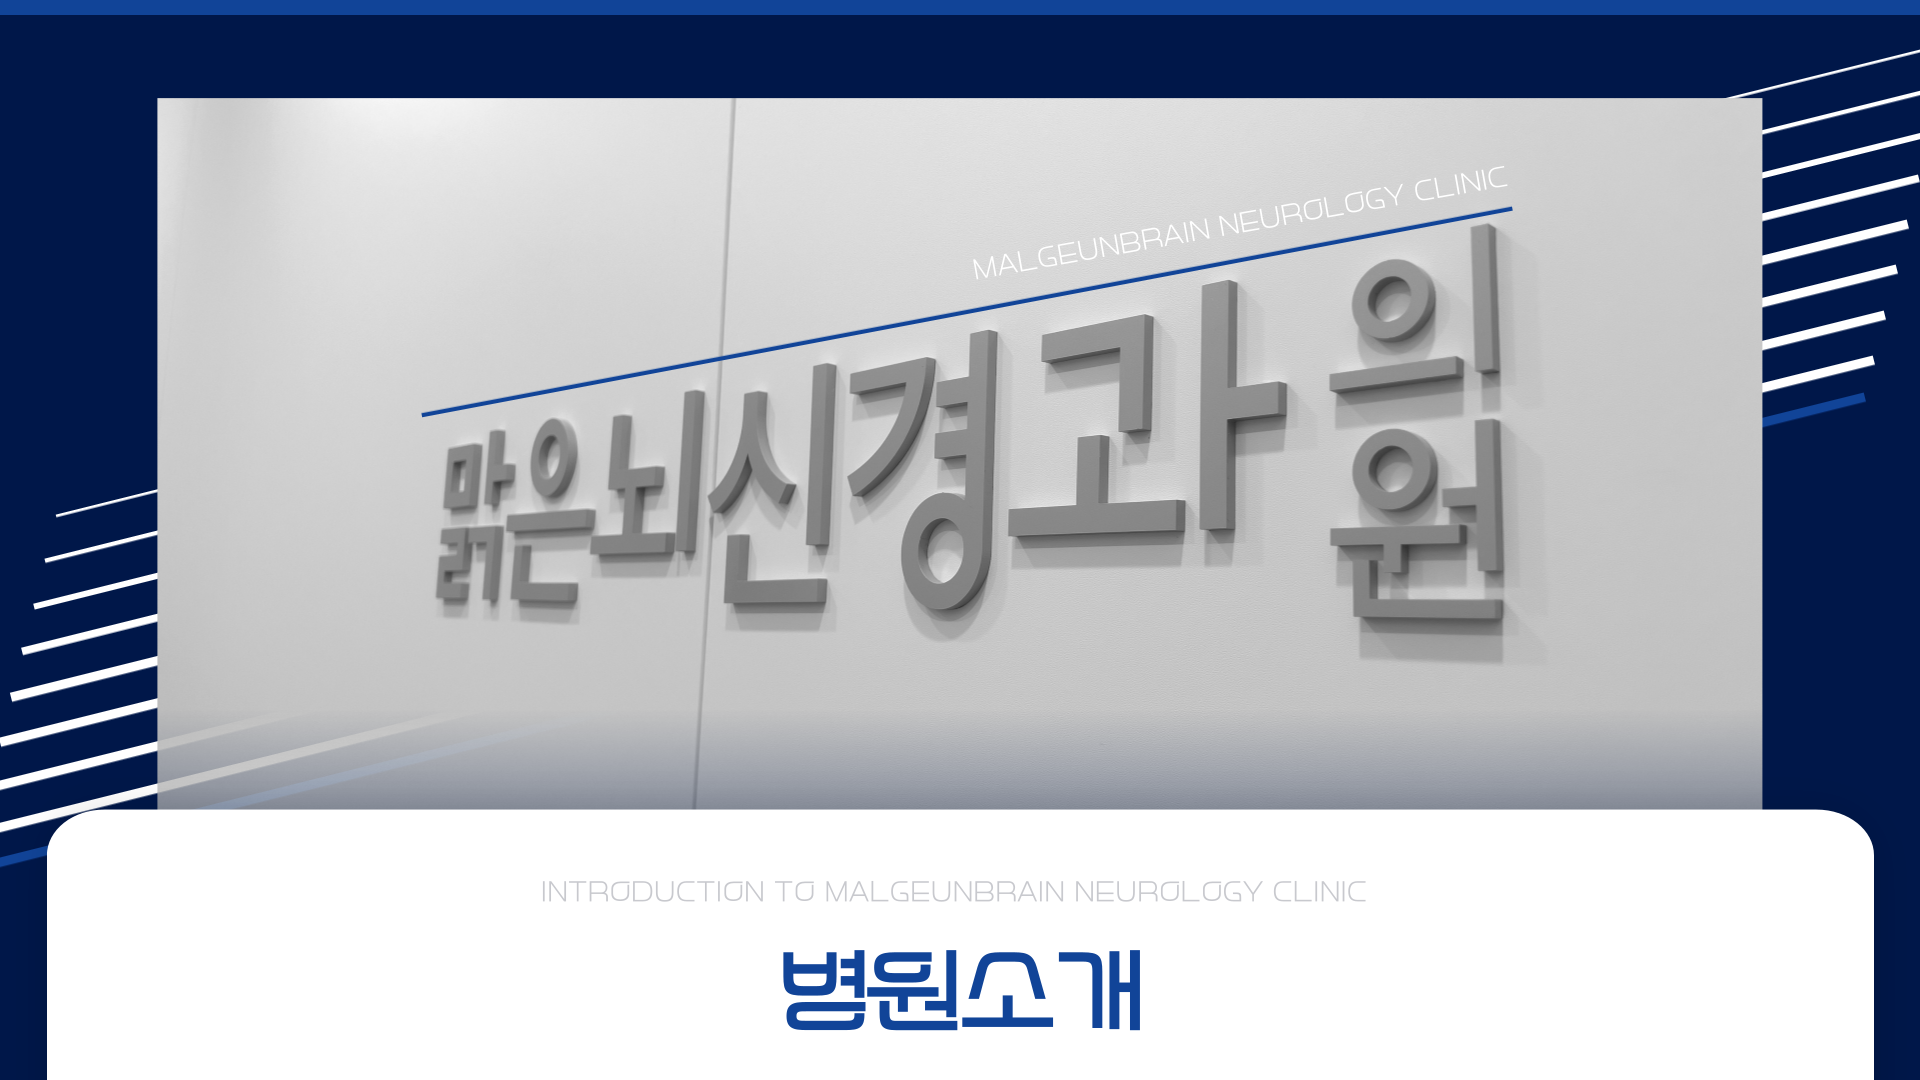 MALGEUNBRAIN NEUROLOGY CLINIC
맑은뇌신경과의원
INTRODUCTION TO MALGEUNBRAIN NEUROLOGY CLINIC
병원소개